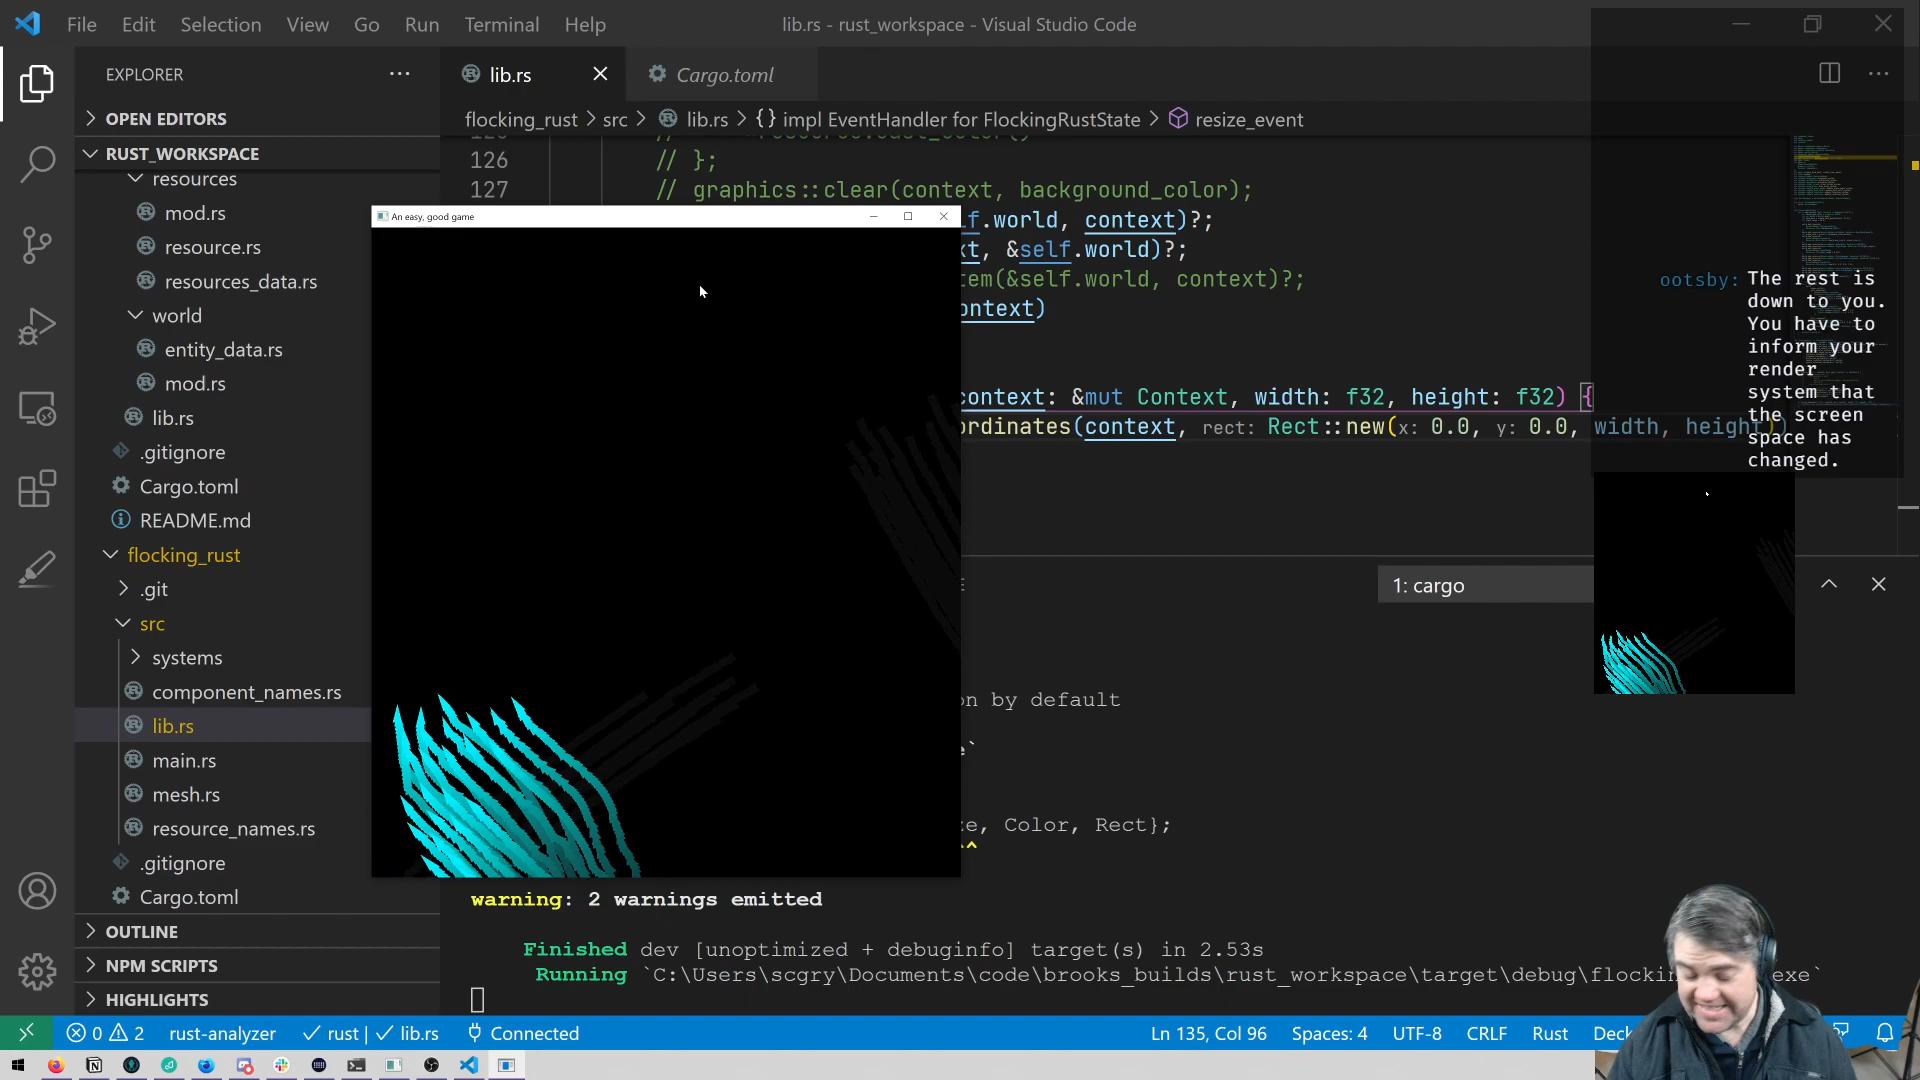 File Edit Selection View Go Run Terminal Help
lib.rs - rust_workspace - Visual Studio Code
EXPLORER
lib.rs
Cargo.toml
OPEN EDITORS
flocking_rust > src > lib.rs > {} impl EventHandler for FlockingRustState > resize_event
RUST_WORKSPACE
resources
mod.rs
resource.rs
resources_data.rs
world
entity_data.rs
mod.rs
lib.rs
.gitignore
Cargo.toml
README.md
flocking_rust
.git
src
systems
component_names.rs
lib.rs
main.rs
mesh.rs
resource_names.rs
.gitignore
Cargo.toml
OUTLINE
NPM SCRIPTS
HIGHLIGHTS
126 // };
127 // graphics::clear(context, background_color);
An easy, good game
f.world, context)?;
xt, &self.world)?;
tem(&self.world, context)?;
ontext)
context: &mut Context, width: f32, height: f32) {
ordinates(context, rect: Rect::new(x: 0.0, y: 0.0, width, height))
ootsby: The rest is
down to you.
You have to
inform your
render
system that
the screen
space has
changed.
1: cargo
on by default
e`
ze, Color, Rect};
^^
warning: 2 warnings emitted
Finished dev [unoptimized + debuginfo] target(s) in 2.53s
Running `C:\Users\scgry\Documents\code\brooks_builds\rust_workspace\target\debug\flockin
exe`
0 2 rust-analyzer rust | lib.rs Connected
Ln 135, Col 96 Spaces: 4 UTF-8 CRLF Rust Deck